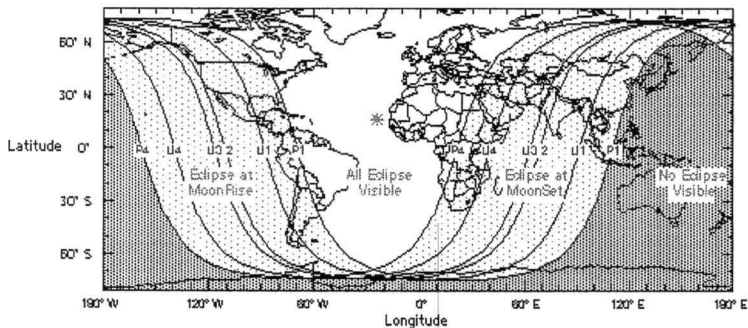 60° N
30° N
Latitude 0°
30° S
60° S
P4 U4 U3 2 U1 P1 P4 U4 U3 2 U1 P1
Eclipse at MoonRise
All Eclipse Visible
Eclipse at MoonSet
No Eclipse Visible
180° W 120° W 60° W 0° 60° E 120° E 180° E
Longitude